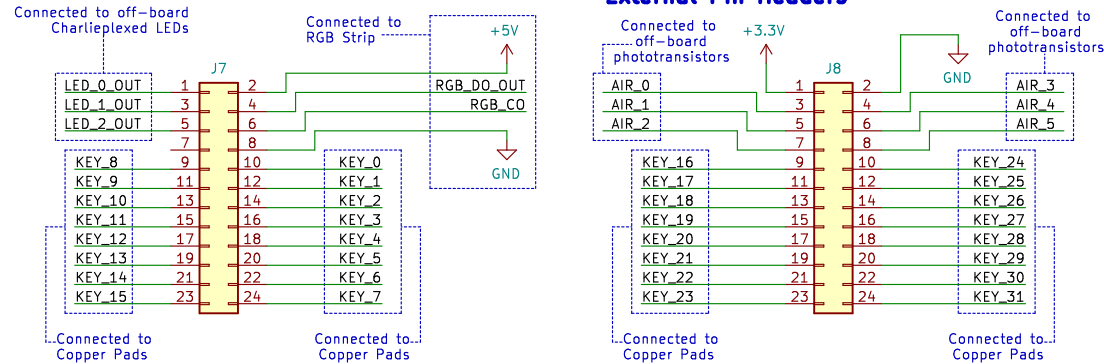 External Pin Headers
Connected to off-board
Charlieplexed LEDs
Connected to
RGB Strip
+5V
J7
LED_0_OUT 1 2
LED_1_OUT 3 4 RGB_DO_OUT
LED_2_OUT 5 6 RGB_CO
7 8
GND
KEY_8 9 10 KEY_0
KEY_9 11 12 KEY_1
KEY_10 13 14 KEY_2
KEY_11 15 16 KEY_3
KEY_12 17 18 KEY_4
KEY_13 19 20 KEY_5
KEY_14 21 22 KEY_6
KEY_15 23 24 KEY_7
Connected to
Copper Pads
Connected to
Copper Pads
Connected to
off-board
phototransistors
+3.3V
Connected to
off-board
phototransistors
GND
J8
1 2
AIR_0 3 4 AIR_3
AIR_1 5 6 AIR_4
AIR_2 7 8 AIR_5
KEY_16 9 10 KEY_24
KEY_17 11 12 KEY_25
KEY_18 13 14 KEY_26
KEY_19 15 16 KEY_27
KEY_20 17 18 KEY_28
KEY_21 19 20 KEY_29
KEY_22 21 22 KEY_30
KEY_23 23 24 KEY_31
Connected to
Copper Pads
Connected to
Copper Pads